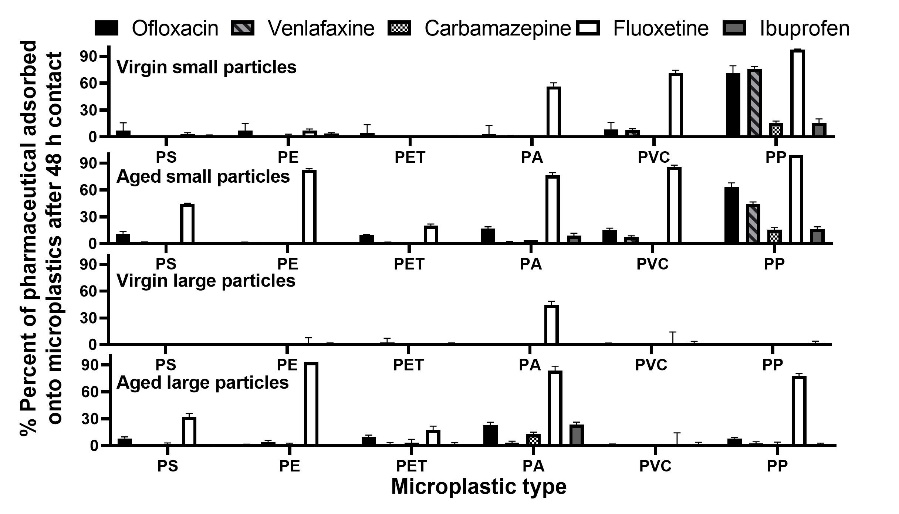 Ofloxacin Venlafaxine Carbamazepine Fluoxetine Ibuprofen
% Percent of pharmaceutical adsorbed
onto microplastics after 48 h contact
90
60
30
0
Virgin small particles
PS PE PET PA PVC PP
90
60
30
0
Aged small particles
PS PE PET PA PVC PP
90
60
30
0
Virgin large particles
PS PE PET PA PVC PP
90
60
30
0
Aged large particles
PS PE PET PA PVC PP
Microplastic type